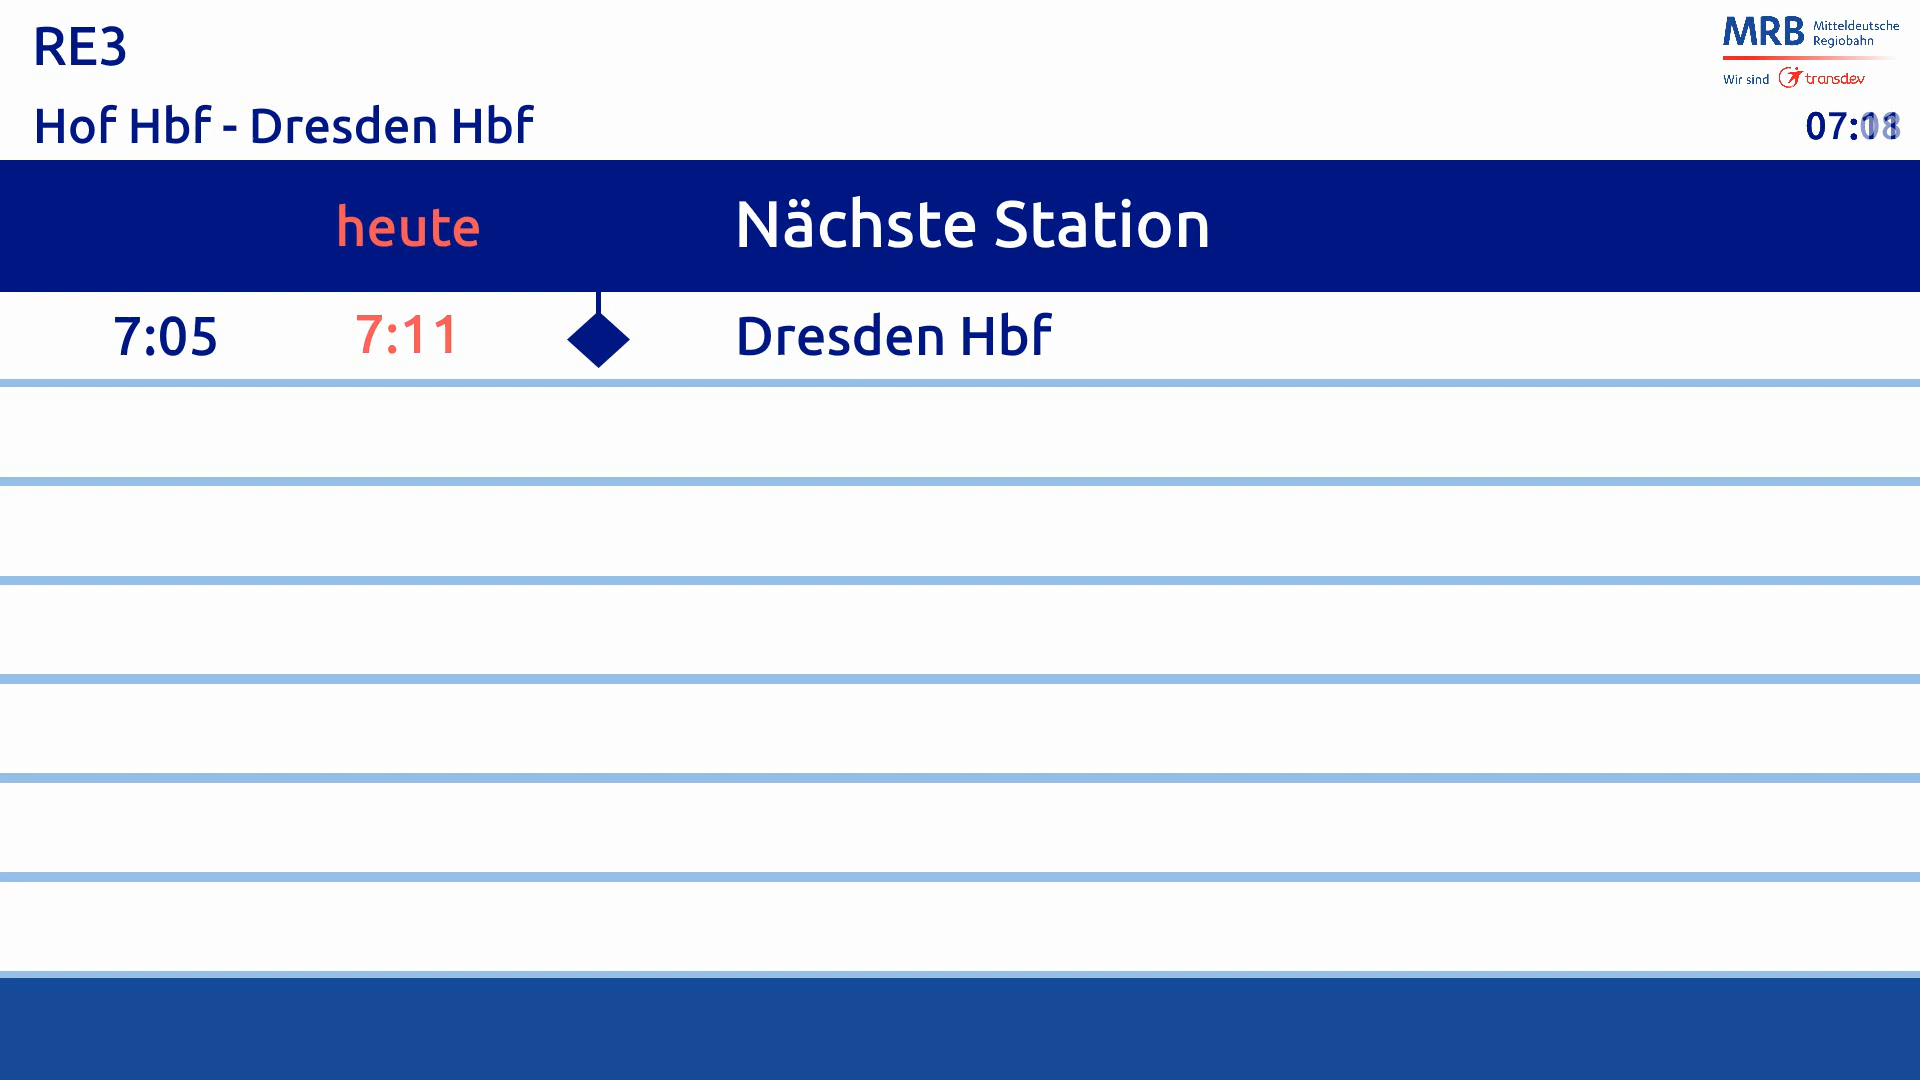 RE3
MRB Mitteldeutsche Regiobahn
Wir sind transdev
Hof Hbf - Dresden Hbf
heute Nächste Station
7:05 7:11 Dresden Hbf